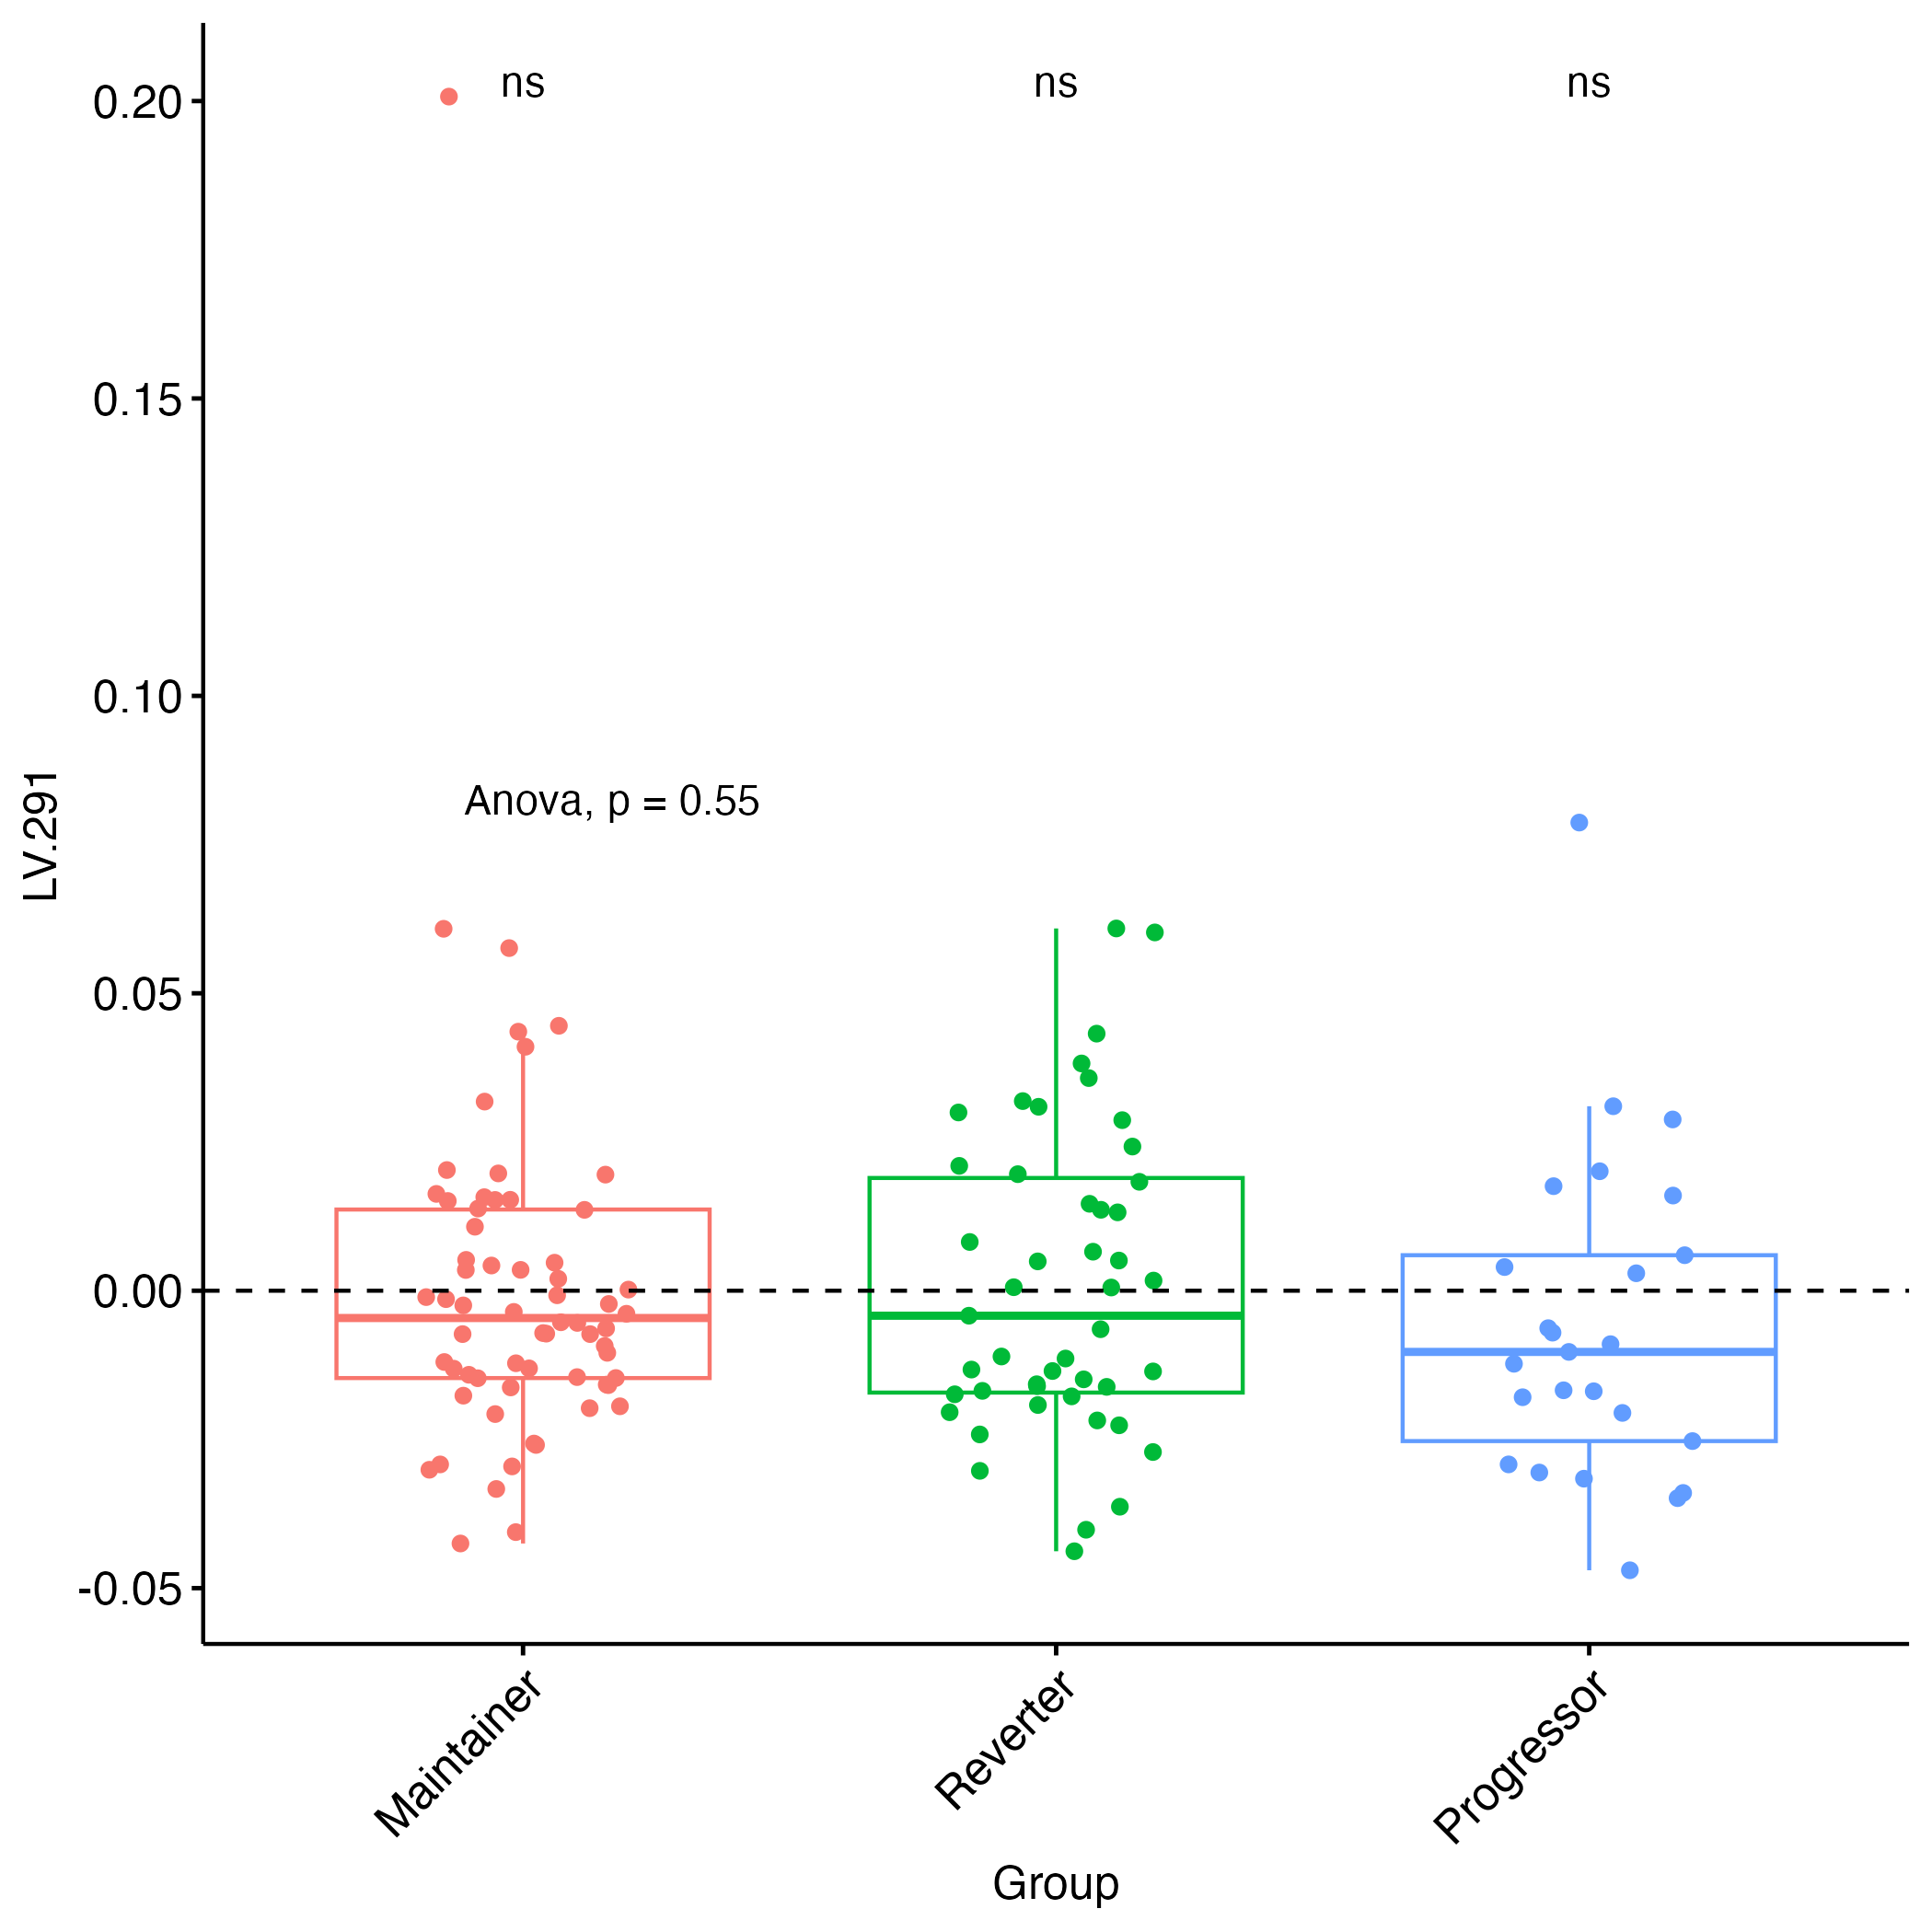 ns ns ns
0.20
0.15
0.10
Anova, p = 0.55
LV.291
0.05
0.00
-0.05
Maintainer Reverter Progressor
Group